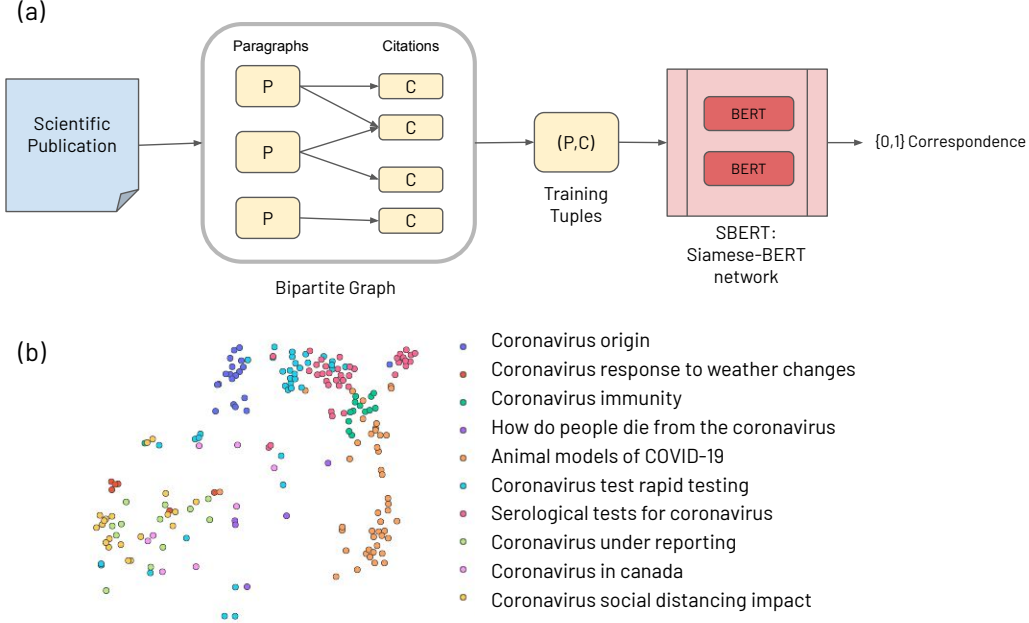 (a)
Paragraphs
Citations
Scientific
Publication
P
P
P
C
C
C
C
Bipartite Graph
(P,C)
Training
Tuples
BERT
BERT
SBERT:
Siamese-BERT
network
{0,1} Correspondence
(b)
Coronavirus origin
Coronavirus response to weather changes
Coronavirus immunity
How do people die from the coronavirus
Animal models of COVID-19
Coronavirus test rapid testing
Serological tests for coronavirus
Coronavirus under reporting
Coronavirus in canada
Coronavirus social distancing impact